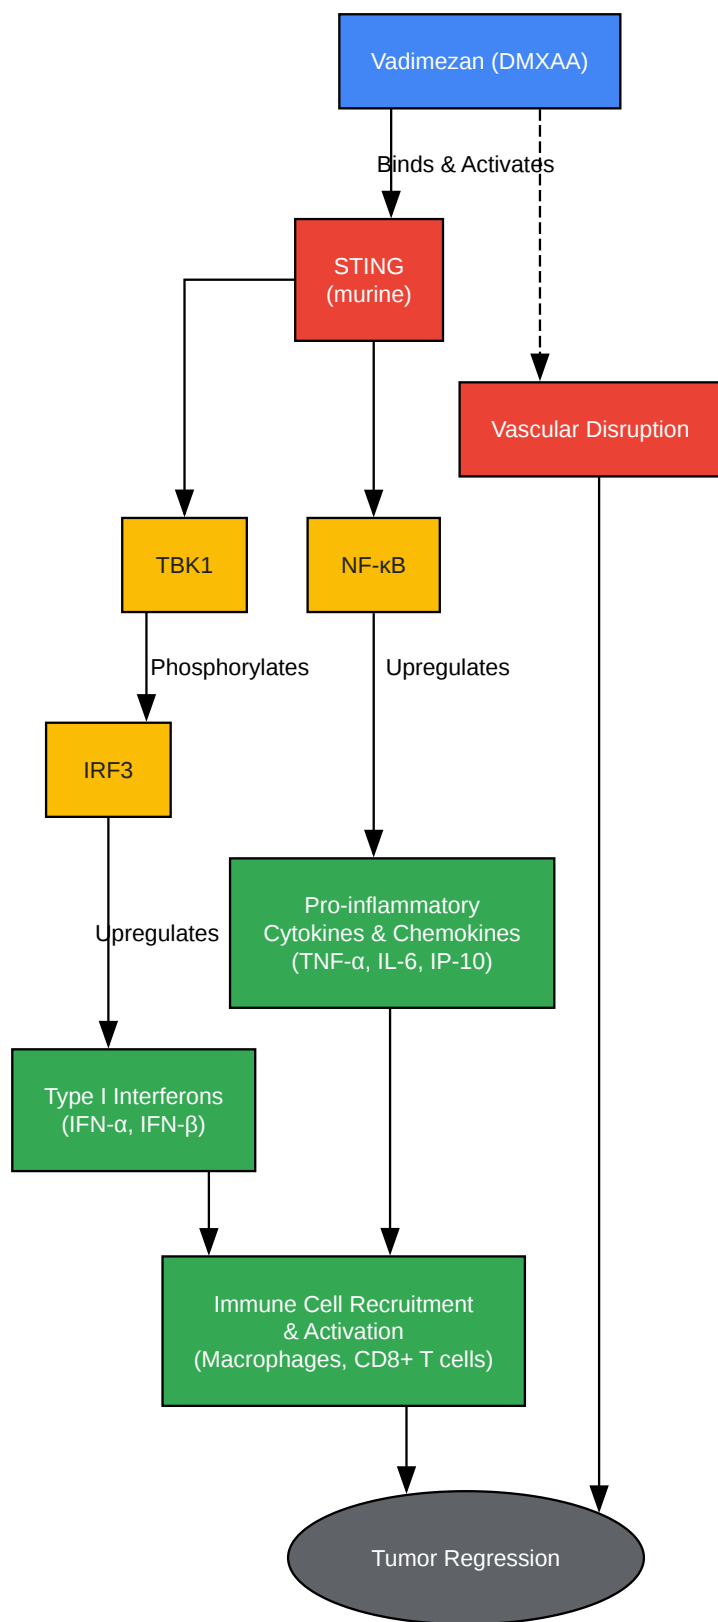 Vadimezan (DMXAA)
Binds & Activates
STING
(murine)
Vascular Disruption
TBK1
NF-κB
Phosphorylates
Upregulates
IRF3
Pro-inflammatory
Cytokines & Chemokines
(TNF-α, IL-6, IP-10)
Upregulates
Type I Interferons
(IFN-α, IFN-β)
Immune Cell Recruitment
& Activation
(Macrophages, CD8+ T cells)
Tumor Regression